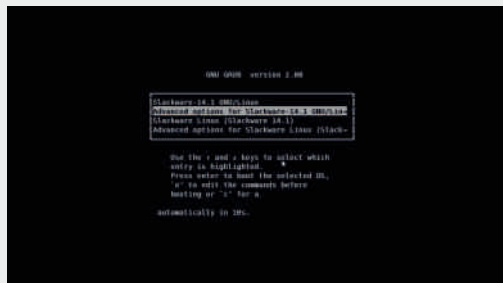 GNU GRUB version 2.00
Slackware-14.1 GNU/Linux
Advanced options for Slackware-14.1 GNU/Lin→
Slackware Linux (Slackware 14.1)
Advanced options for Slackware Linux (Slack→
Use the ↑ and ↓ keys to select which
entry is highlighted.
Press enter to boot the selected OS,
`e' to edit the commands before
booting or `c' for a
automatically in 10s.